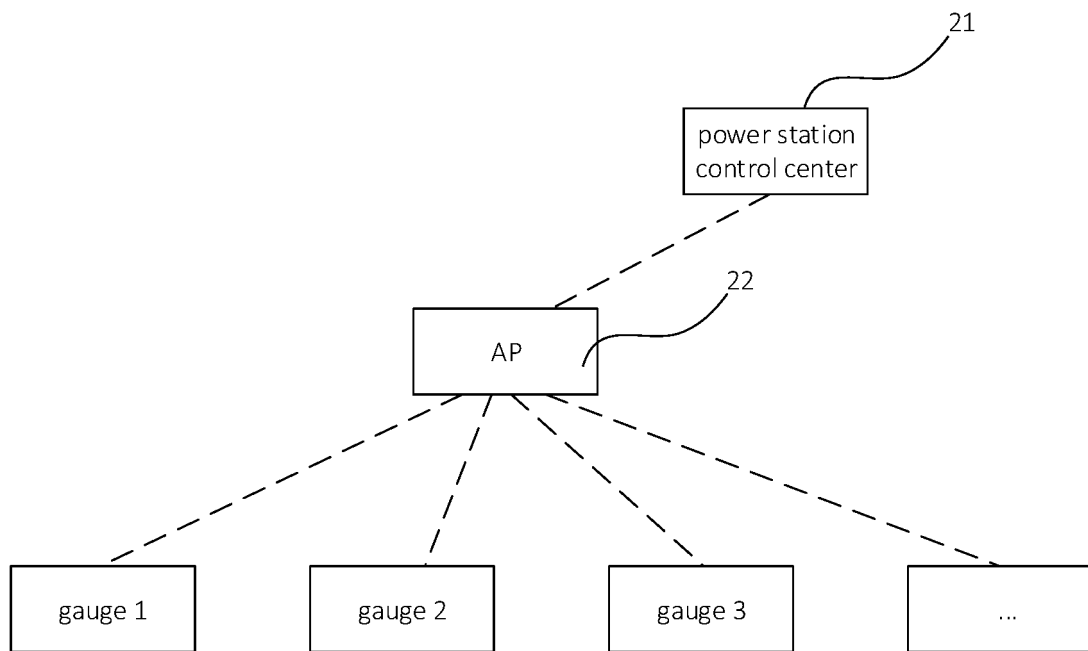 21
power station
control center
22
AP
gauge 1
gauge 2
gauge 3
...